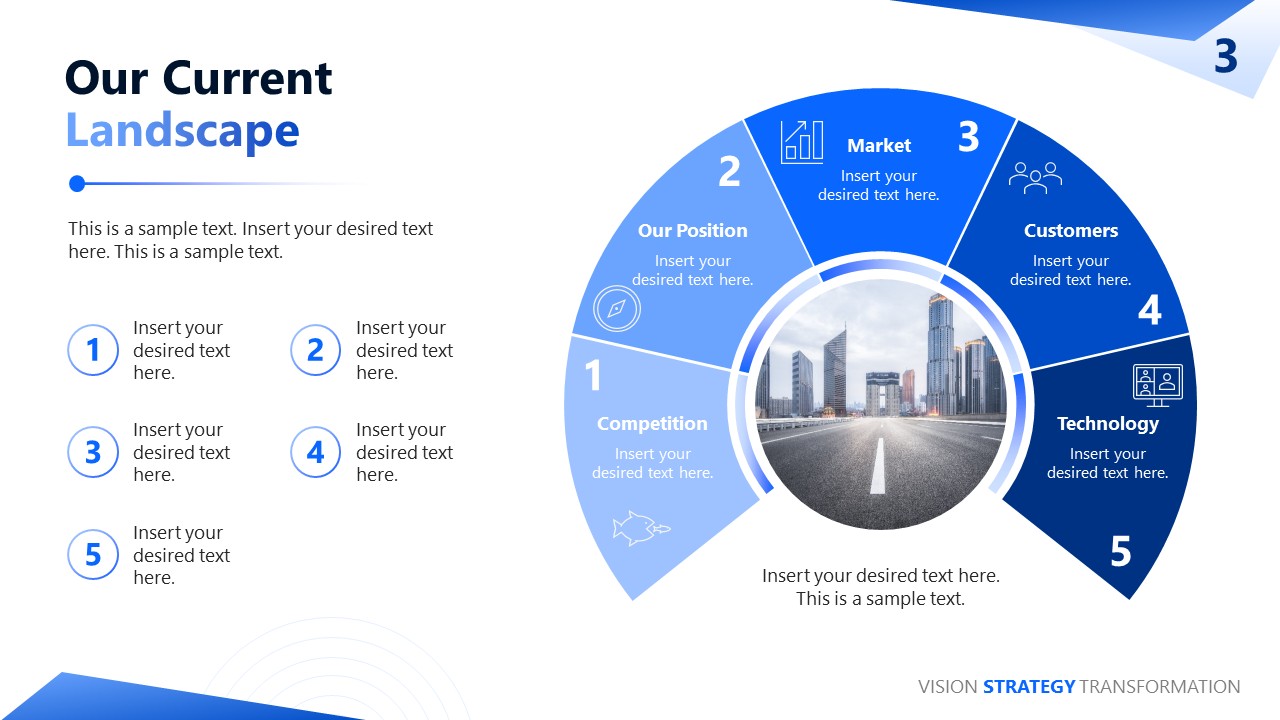 3
Our Current
Landscape
This is a sample text. Insert your desired text
here. This is a sample text.
1
Insert your
desired text
here.
2
Insert your
desired text
here.
3
Insert your
desired text
here.
4
Insert your
desired text
here.
5
Insert your
desired text
here.
1
Competition
Insert your
desired text here.
2
Our Position
Insert your
desired text here.
3
Market
Insert your
desired text here.
Customers
Insert your
desired text here.
4
Technology
Insert your
desired text here.
5
Insert your desired text here.
This is a sample text.
VISION STRATEGY TRANSFORMATION